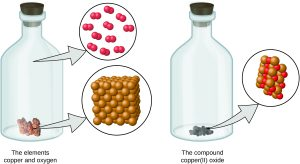 The elements
copper and oxygen
The compound
copper(II) oxide